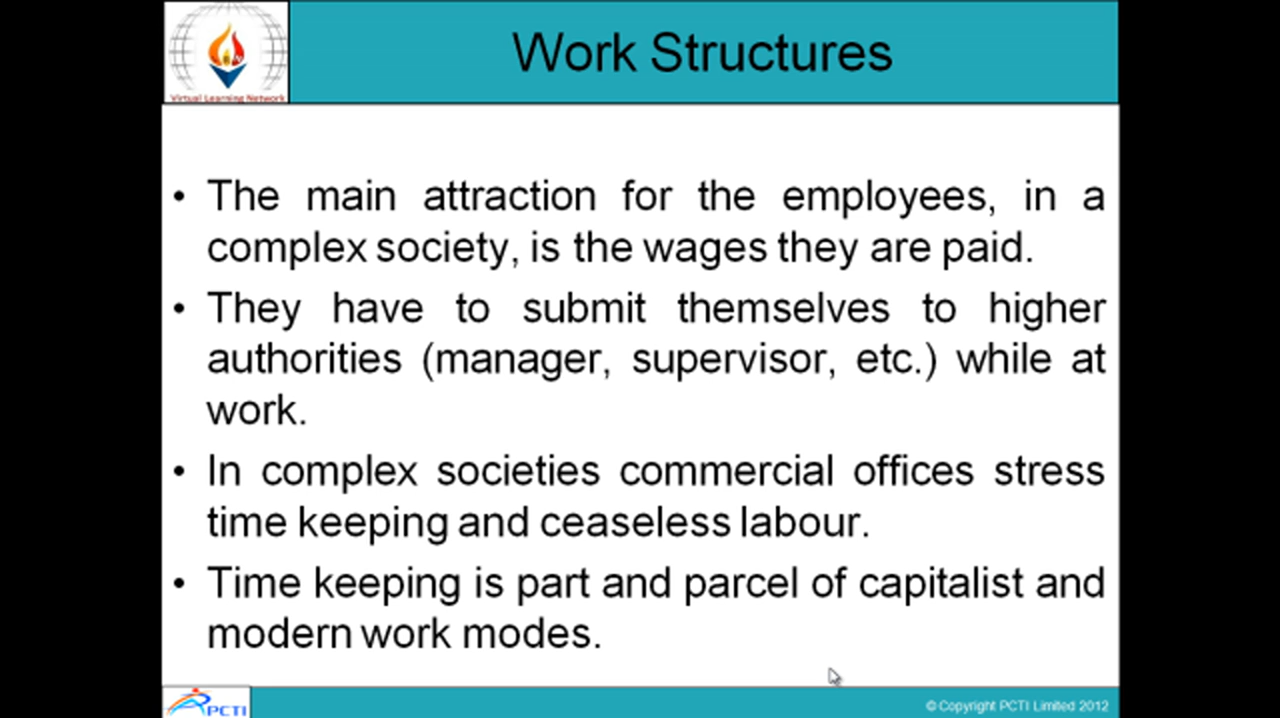 Work Structures
Virtual Learning Network
• The main attraction for the employees, in a
complex society, is the wages they are paid.
• They have to submit themselves to higher
authorities (manager, supervisor, etc.) while at
work.
• In complex societies commercial offices stress
time keeping and ceaseless labour.
• Time keeping is part and parcel of capitalist and
modern work modes.
PCTI
© Copyright PCTI Limited 2012